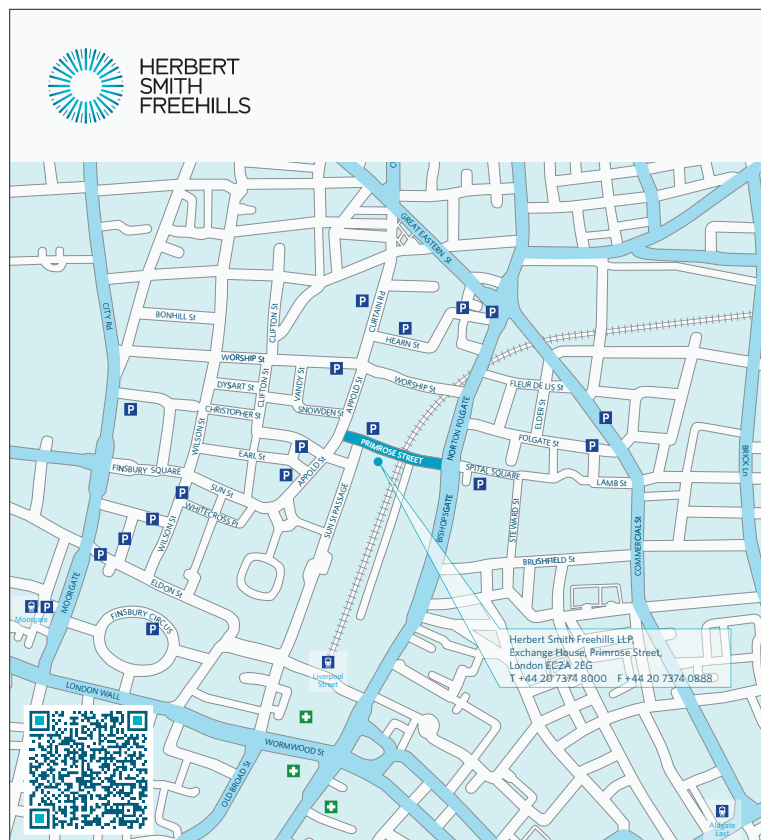 HERBERT
SMITH
FREEHILLS
GREAT EASTERN St
CITY Rd
BONHILL St
CLIFTON St
CURTAIN Rd
P
P
P
P
HEARN St
WORSHIP St
P
WORSHIP St
DYSART St
CLIFTON St
VANDY St
APPOLD St
FLEUR DE LIS St
CHRISTOPHER St
SNOWDEN St
NORTON FOLGATE
ELDER St
P
P
P
WILSON St
PRIMROSE STREET
FOLGATE St
P
EARL St
P
APPOLD St
BRICK Ln
FINSBURY SQUARE
P
SPITAL SQUARE
P
LAMB St
SUN St
P
WHITECROSS Pl
SUN St PASSAGE
BISHOPSGATE
STEWARD St
P
WILSON St
P
P
COMMERCIAL St
BRUSHFIELD St
ELDON St
MOORGATE
P
Moorgate
FINSBURY CIRCUS
P
Herbert Smith Freehills LLP,
Exchange House, Primrose Street,
London EC2A 2EG
T +44 20 7374 8000 F +44 20 7374 0888
Liverpool
Street
LONDON WALL
WORMWOOD St
OLD BROAD St
Aldgate
East